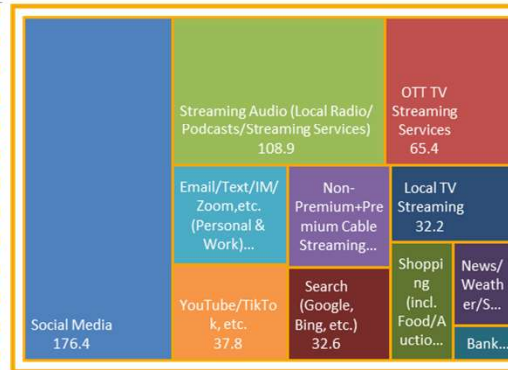 Social Media
176.4
Streaming Audio (Local Radio/
Podcasts/Streaming Services)
108.9
OTT TV
Streaming
Services
65.4
Email/Text/IM/
Zoom,etc.
(Personal &
Work)...
Non-
Premium+Pre
mium Cable
Streaming...
Local TV
Streaming
32.2
YouTube/TikTo
k, etc.
37.8
Search
(Google,
Bing, etc.)
32.6
Shoppi
ng
(incl.
Food/A
uctio...
News/
Weath
er/S...
Bank...